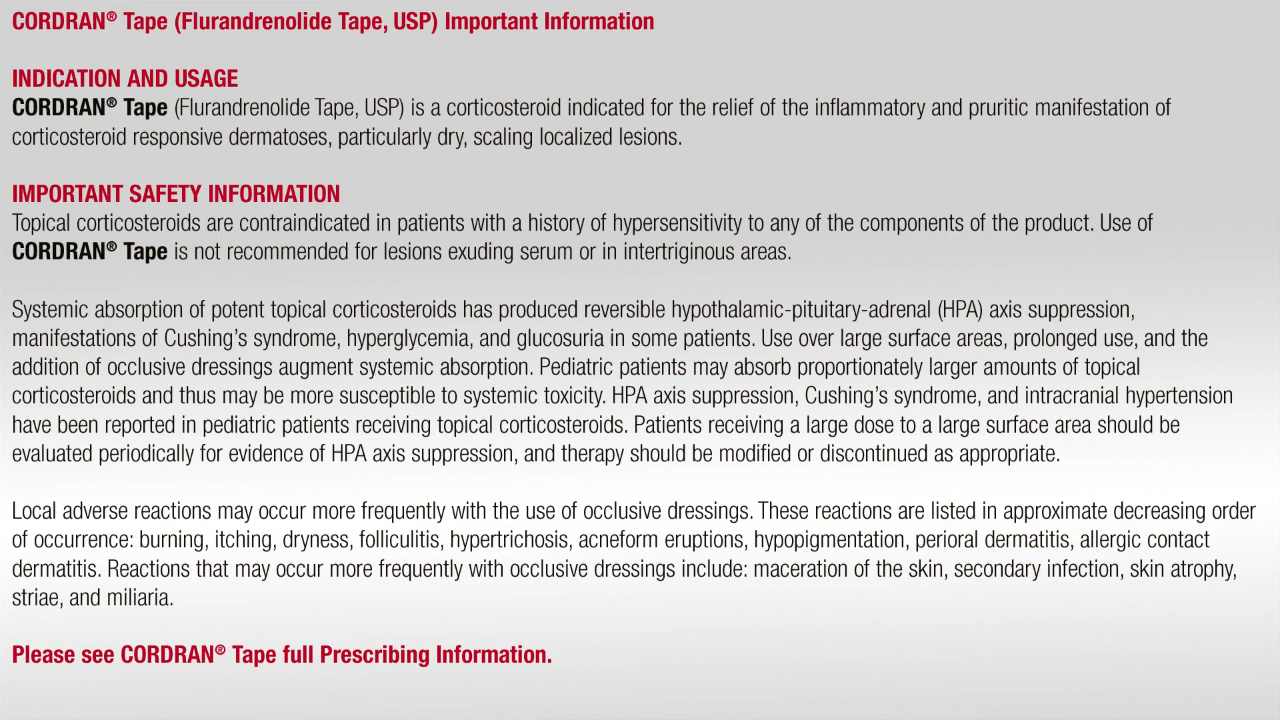 CORDRAN® Tape (Flurandrenolide Tape, USP) Important Information
INDICATION AND USAGE
CORDRAN® Tape (Flurandrenolide Tape, USP) is a corticosteroid indicated for the relief of the inflammatory and pruritic manifestation of
corticosteroid responsive dermatoses, particularly dry, scaling localized lesions.
IMPORTANT SAFETY INFORMATION
Topical corticosteroids are contraindicated in patients with a history of hypersensitivity to any of the components of the product. Use of
CORDRAN® Tape is not recommended for lesions exuding serum or in intertriginous areas.
Systemic absorption of potent topical corticosteroids has produced reversible hypothalamic-pituitary-adrenal (HPA) axis suppression,
manifestations of Cushing’s syndrome, hyperglycemia, and glucosuria in some patients. Use over large surface areas, prolonged use, and the
addition of occlusive dressings augment systemic absorption. Pediatric patients may absorb proportionately larger amounts of topical
corticosteroids and thus may be more susceptible to systemic toxicity. HPA axis suppression, Cushing’s syndrome, and intracranial hypertension
have been reported in pediatric patients receiving topical corticosteroids. Patients receiving a large dose to a large surface area should be
evaluated periodically for evidence of HPA axis suppression, and therapy should be modified or discontinued as appropriate.
Local adverse reactions may occur more frequently with the use of occlusive dressings. These reactions are listed in approximate decreasing order
of occurrence: burning, itching, dryness, folliculitis, hypertrichosis, acneform eruptions, hypopigmentation, perioral dermatitis, allergic contact
dermatitis. Reactions that may occur more frequently with occlusive dressings include: maceration of the skin, secondary infection, skin atrophy,
striae, and miliaria.
Please see CORDRAN® Tape full Prescribing Information.